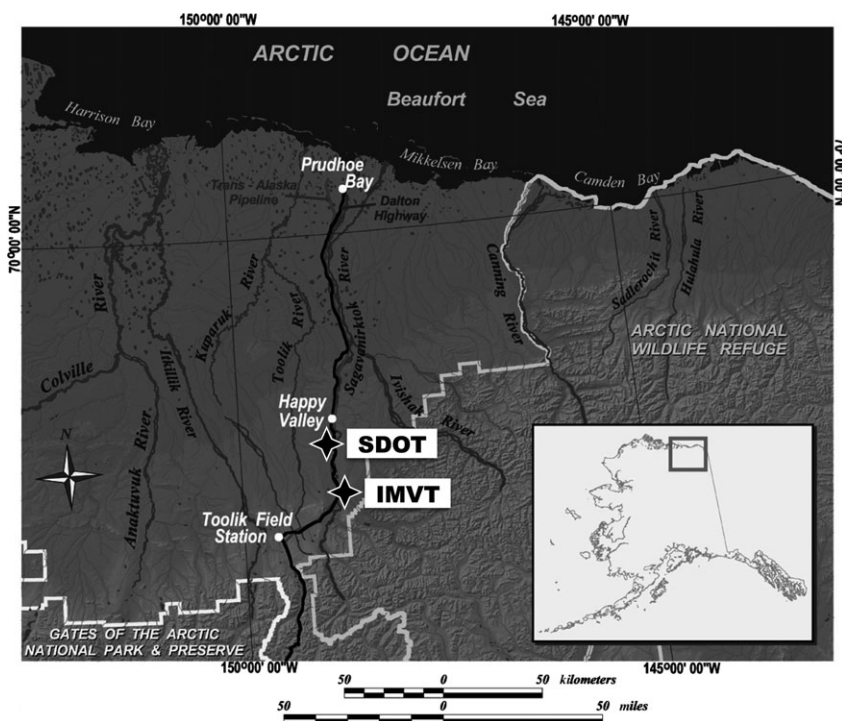 150º00' 00"W
145º00' 00"W
ARCTIC OCEAN
Beaufort Sea
Harrison Bay
Mikkelsen Bay
Camden Bay
Prudhoe
Bay
Trans - Alaska
Pipeline
Dalton
Highway
70º00' 00"N
70º00' 00" N
Colville
River
Itkillik River
Anaktuvuk River
Kuparuk River
Toolik River
Sagavanirktok River
Ivishak River
Canning River
Sadlerochit River
Hulahula River
ARCTIC NATIONAL
WILDLIFE REFUGE
Happy
Valley
SDOT
IMVT
N
Toolik Field
Station
GATES OF THE ARCTIC
NATIONAL PARK & PRESERVE
150º00' 00"W
145º00' 00"W
50 0 50 kilometers
50 0 50 miles